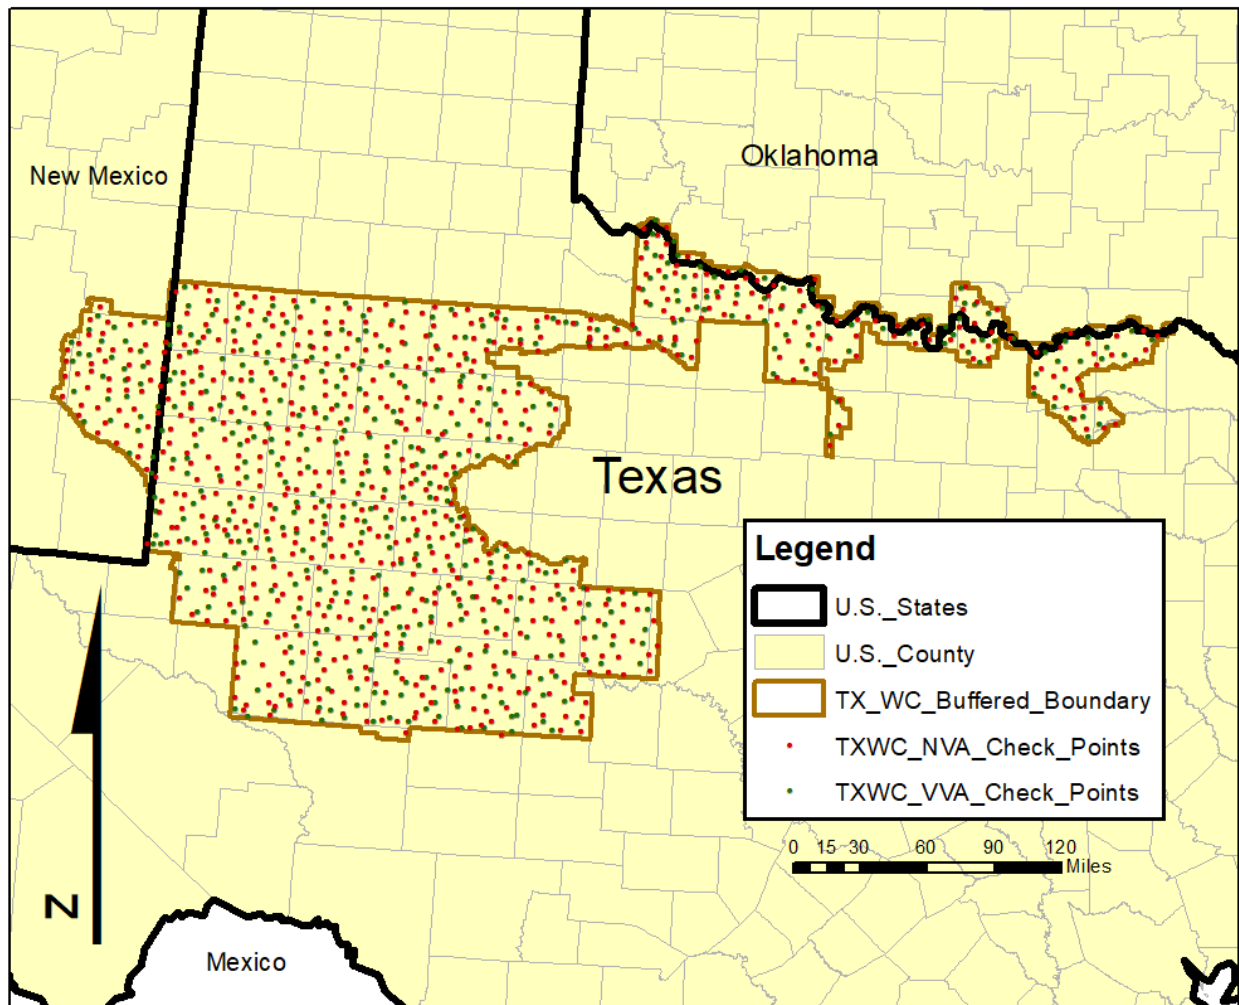 Oklahoma
New Mexico
Texas
Legend
U.S._States
U.S._County
TX_WC_Buffered_Boundary
TXWC_NVA_Check_Points
TXWC_VVA_Check_Points
0 15 30 60 90 120
Miles
N
Mexico